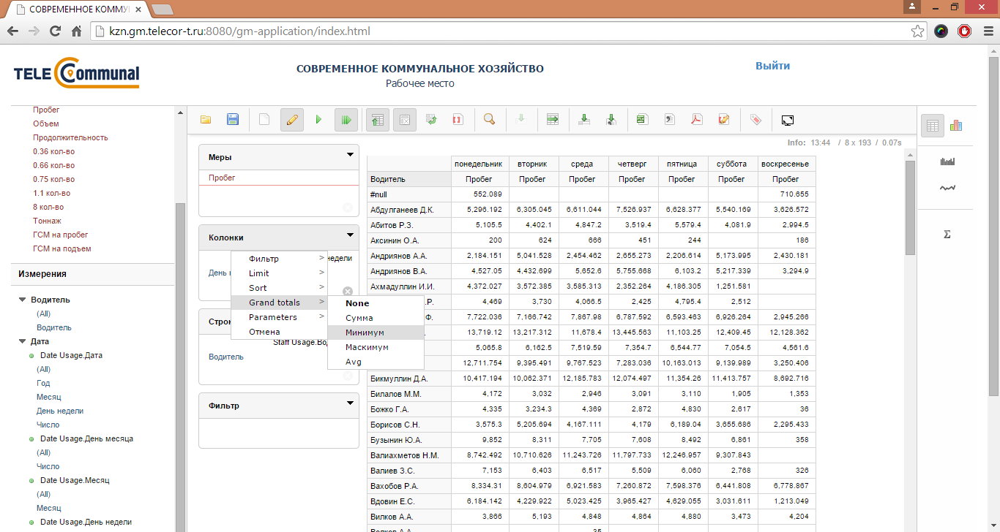 СОВРЕМЕННОЕ КОММУН
kzn.gm.telecor-t.ru:8080/gm-application/index.html
TELE Communal
СОВРЕМЕННОЕ КОММУНАЛЬНОЕ ХОЗЯЙСТВО
Рабочее место
Выйти
Пробег
Объем
Продолжительность
0.36 кол-во
0.66 кол-во
0.75 кол-во
1.1 кол-во
8 кол-во
Тоннаж
ГСМ на пробег
ГСМ на подъем
Измерения
Водитель
(All)
Водитель
Дата
Date Usage.Дата
(All)
Год
Месяц
День недели
Число
Date Usage.День месяца
(All)
Число
Date Usage.Месяц
(All)
Месяц
Date Usage.День недели
Info: 13:44 / 8 x 193 / 0.07s
Меры
Пробег
Колонки
недели
День н
Строк
Staff Usage.Вод
Водитель
Фильтр
Фильтр >
Limit >
Sort >
Grand totals >
Parameters >
Отмена
None
Сумма
Минимум
Маскимум
Avg
понедельник вторник среда четверг пятница суббота воскресенье
Водитель Пробег Пробег Пробег Пробег Пробег Пробег Пробег
#null 552.089 710.655
Абдулганеев Д.К. 5,296.192 6,305.045 6,611.044 7,526.937 6,628.377 5,540.169 3,626.572
Абитов Р.З. 5,105.5 4,402.1 4,847.2 3,519.4 5,579.4 4,081.9 2,994.5
Аксинин О.А. 200 624 666 451 244 186
Андриянов А.А. 2,184.151 5,041.528 2,454.462 2,655.273 2,206.614 5,173.995 2,430.181
Андриянов В.А. 4,527.05 4,432.699 5,652.6 5,755.668 6,103.2 5,217.339 3,294.9
Ахмадуллин И.И. 4,372.027 3,572.385 3,585.313 2,352.264 4,186.305 1,251.581
.Р. 4,469 3,730 4,066.5 2,425 4,795.4 2,512
Ф. 7,722.036 7,166.742 7,867.98 6,787.592 6,593.463 6,926.264 2,945.266
. 13,719.12 13,217.312 11,678.4 13,445.563 11,103.25 12,409.45 12,128.362
5,065.8 6,162.5 7,519.59 7,354.7 6,544.77 7,054.5 4,561.6
12,711.754 9,395.491 9,767.523 7,283.036 10,163.013 9,139.989 3,250.406
Бикмуллин Д.А. 10,417.194 10,062.371 12,185.783 12,074.497 11,354.26 11,413.757 8,692.716
Билалов М.М. 4,172 3,032 2,946 3,091 3,110 1,905 1,353
Божко Г.А. 4,335 3,234.3 4,369 2,872 4,830 2,617 36
Борисов С.Н. 3,575.3 5,205.694 4,167.111 4,179 6,189.04 3,655.686 2,295.433
Бузынин Ю.А. 9,852 8,311 7,705 7,608 8,492 6,861 358
Валиахметов Н.М. 8,742.492 10,710.626 11,243.726 11,797.733 12,246.957 9,307.843
Валиев З.С. 7,153 6,403 6,517 5,509 6,060 2,768 326
Вахобов Р.А. 8,334.31 8,604.979 6,921.583 7,260.872 7,598.376 6,441.808 6,778.867
Вдовин Е.С. 6,184.142 4,229.922 5,023.425 3,965.427 4,629.055 3,031.611 1,213.049
Вилков А.А. 3,866 5,193 4,848 4,864 4,880 3,473 4,204